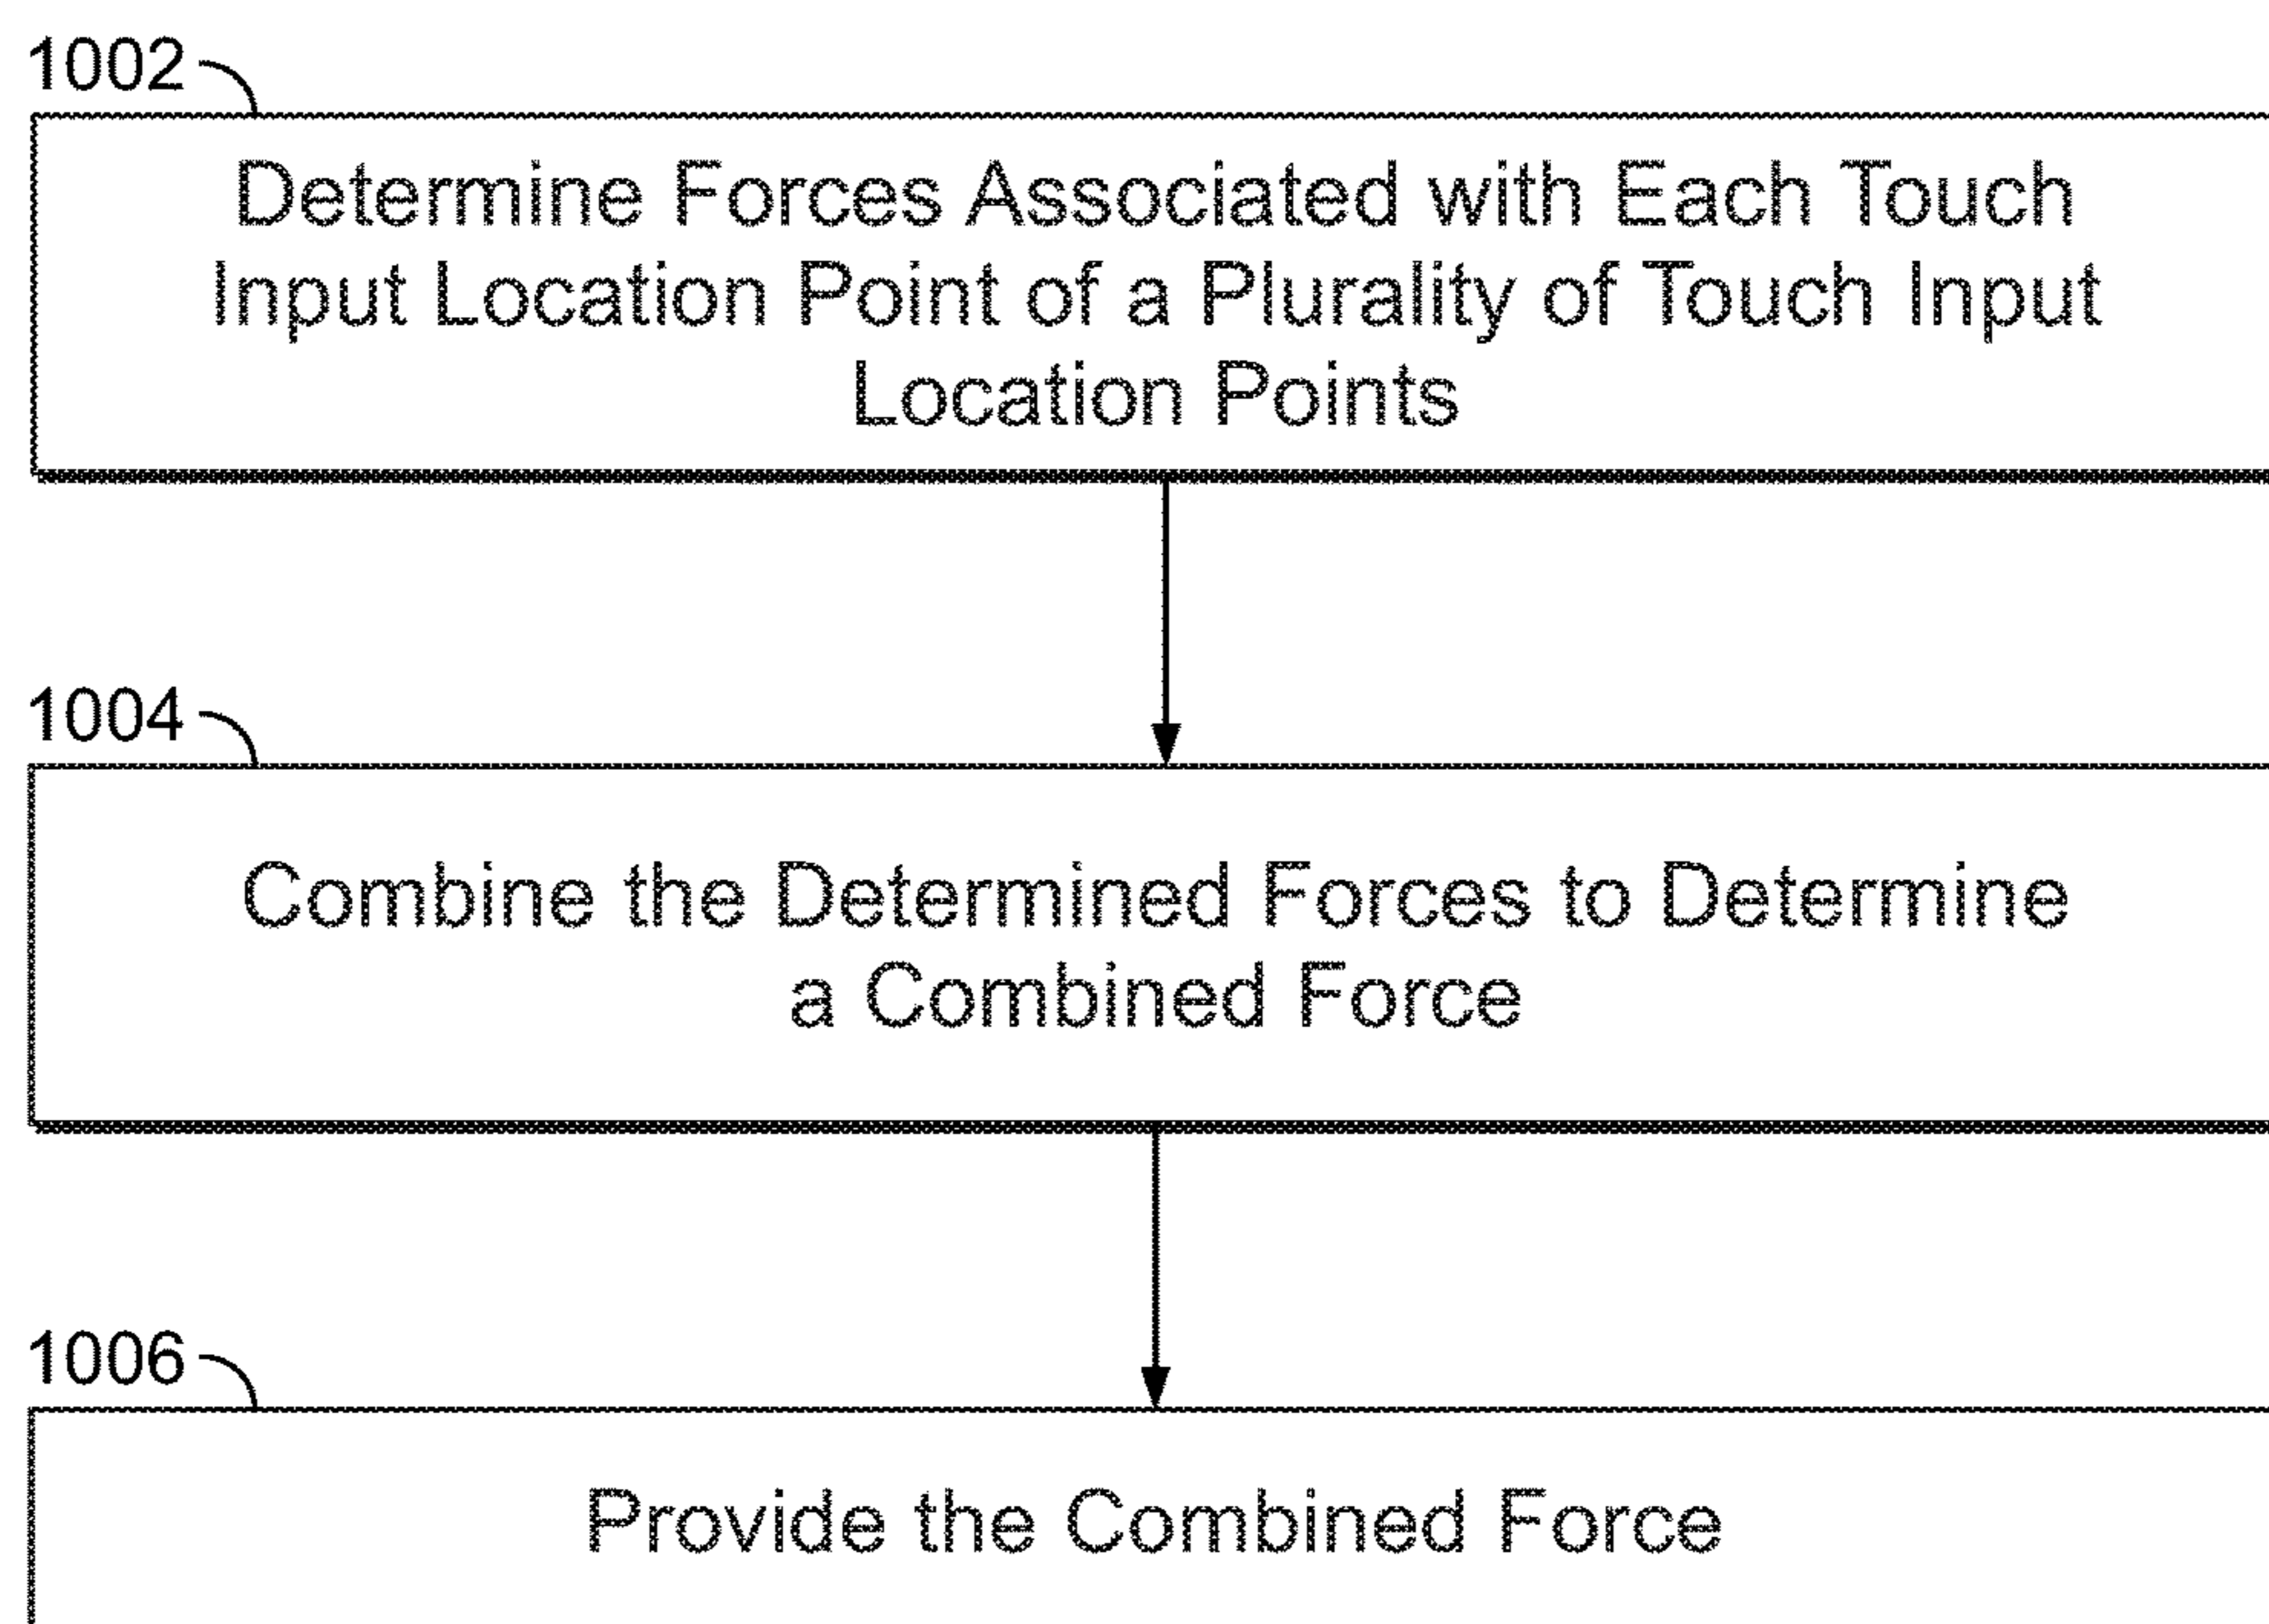 1002
Determine Forces Associated with Each Touch
Input Location Point of a Plurality of Touch Input
Location Points
1004
Combine the Determined Forces to Determine
a Combined Force
1006
Provide the Combined Force